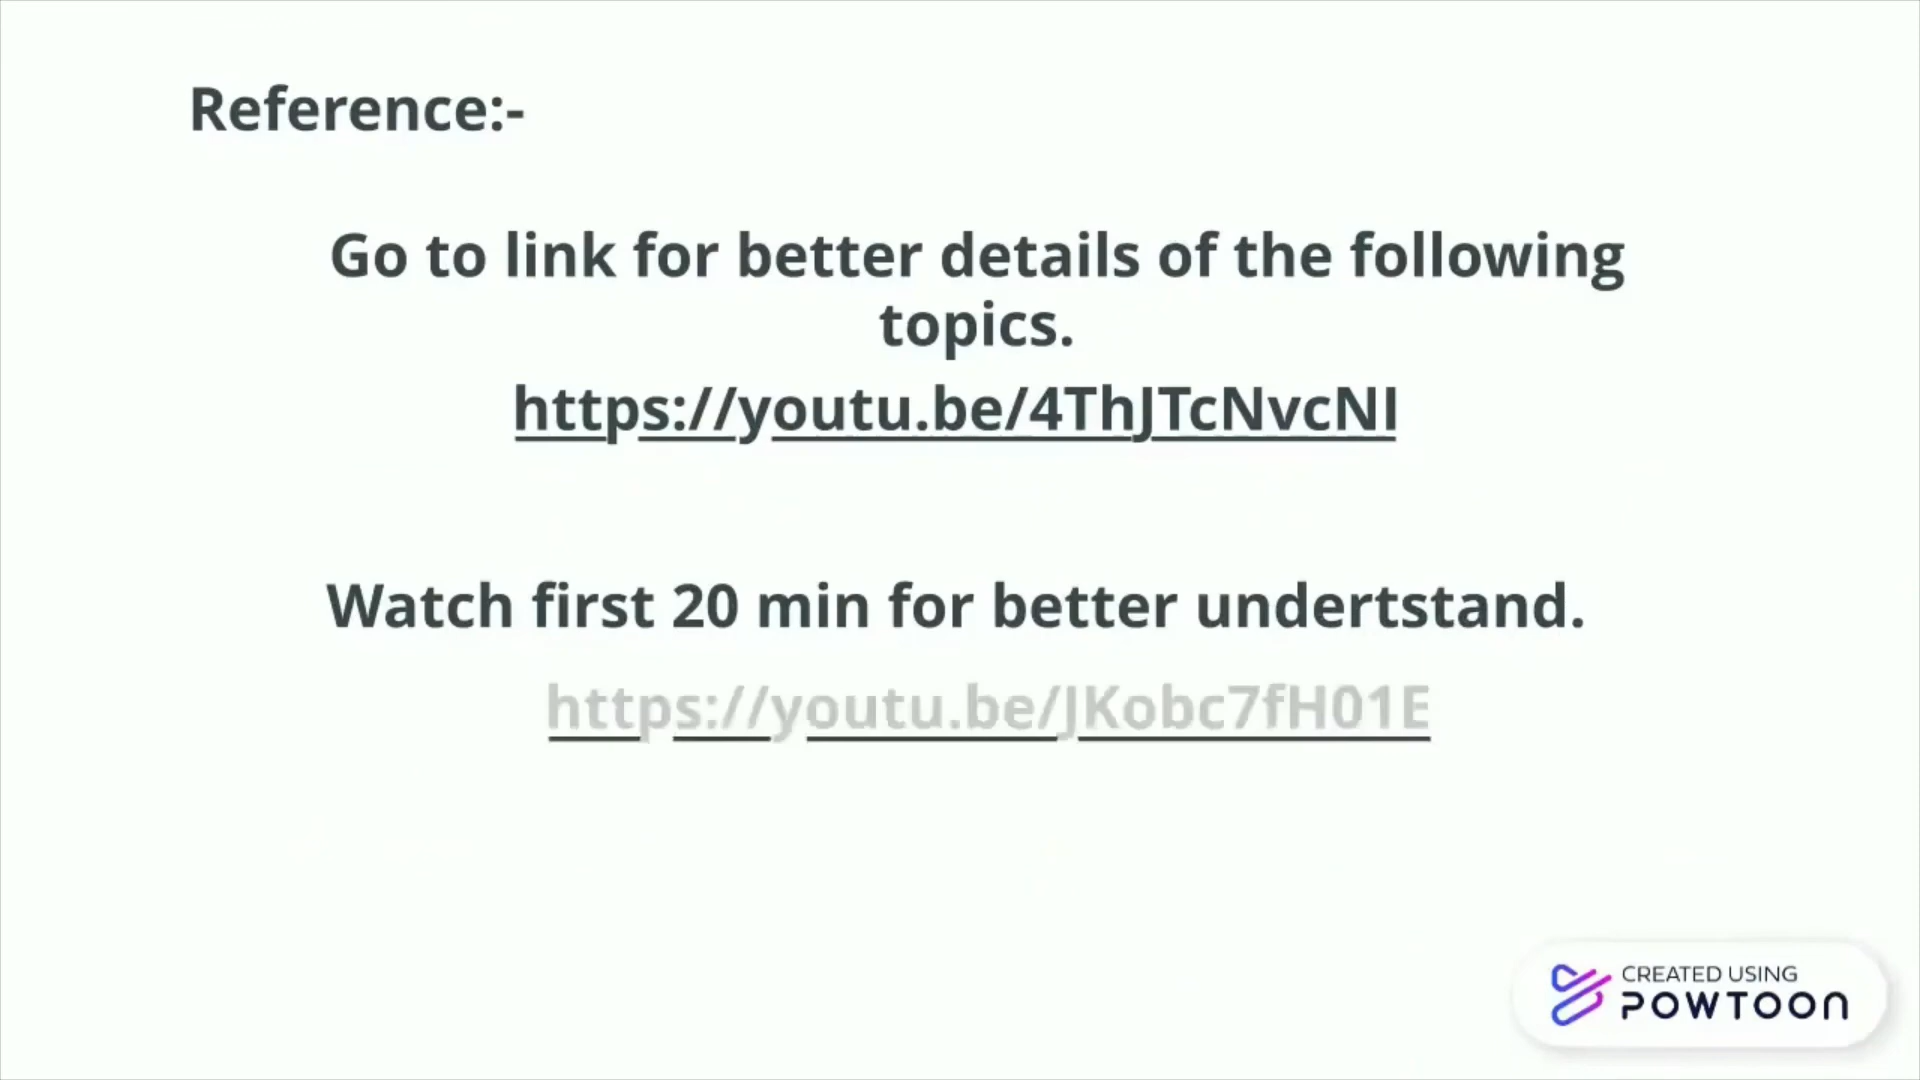 Reference:-
Go to link for better details of the following
topics.
https://youtu.be/4ThJTcNvcNI
Watch first 20 min for better undertstand.
https://youtu.be/JKobc7fH01E
CREATED USING
POWTOON